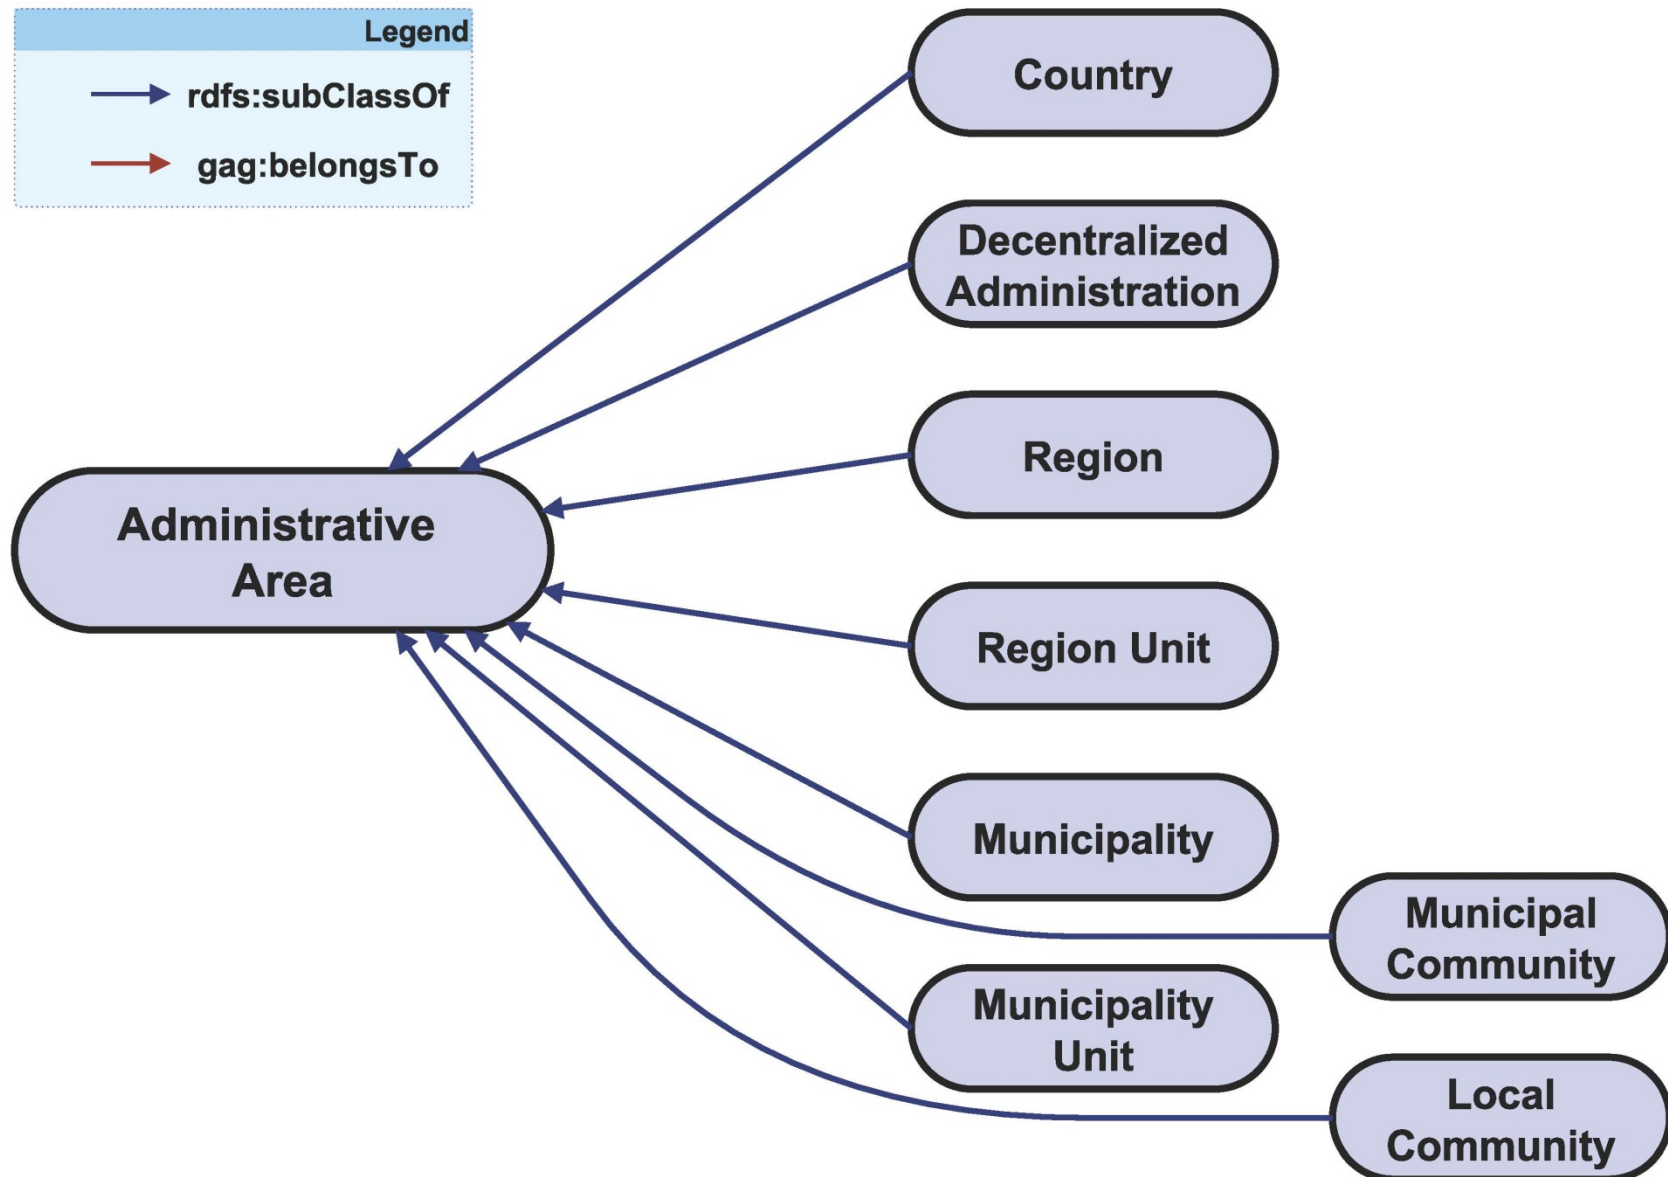 Legend
rdfs:subClassOf
gag:belongsTo
Country
Decentralized
Administration
Region
Administrative
Area
Region Unit
Municipality
Municipal
Community
Municipality
Unit
Local
Community